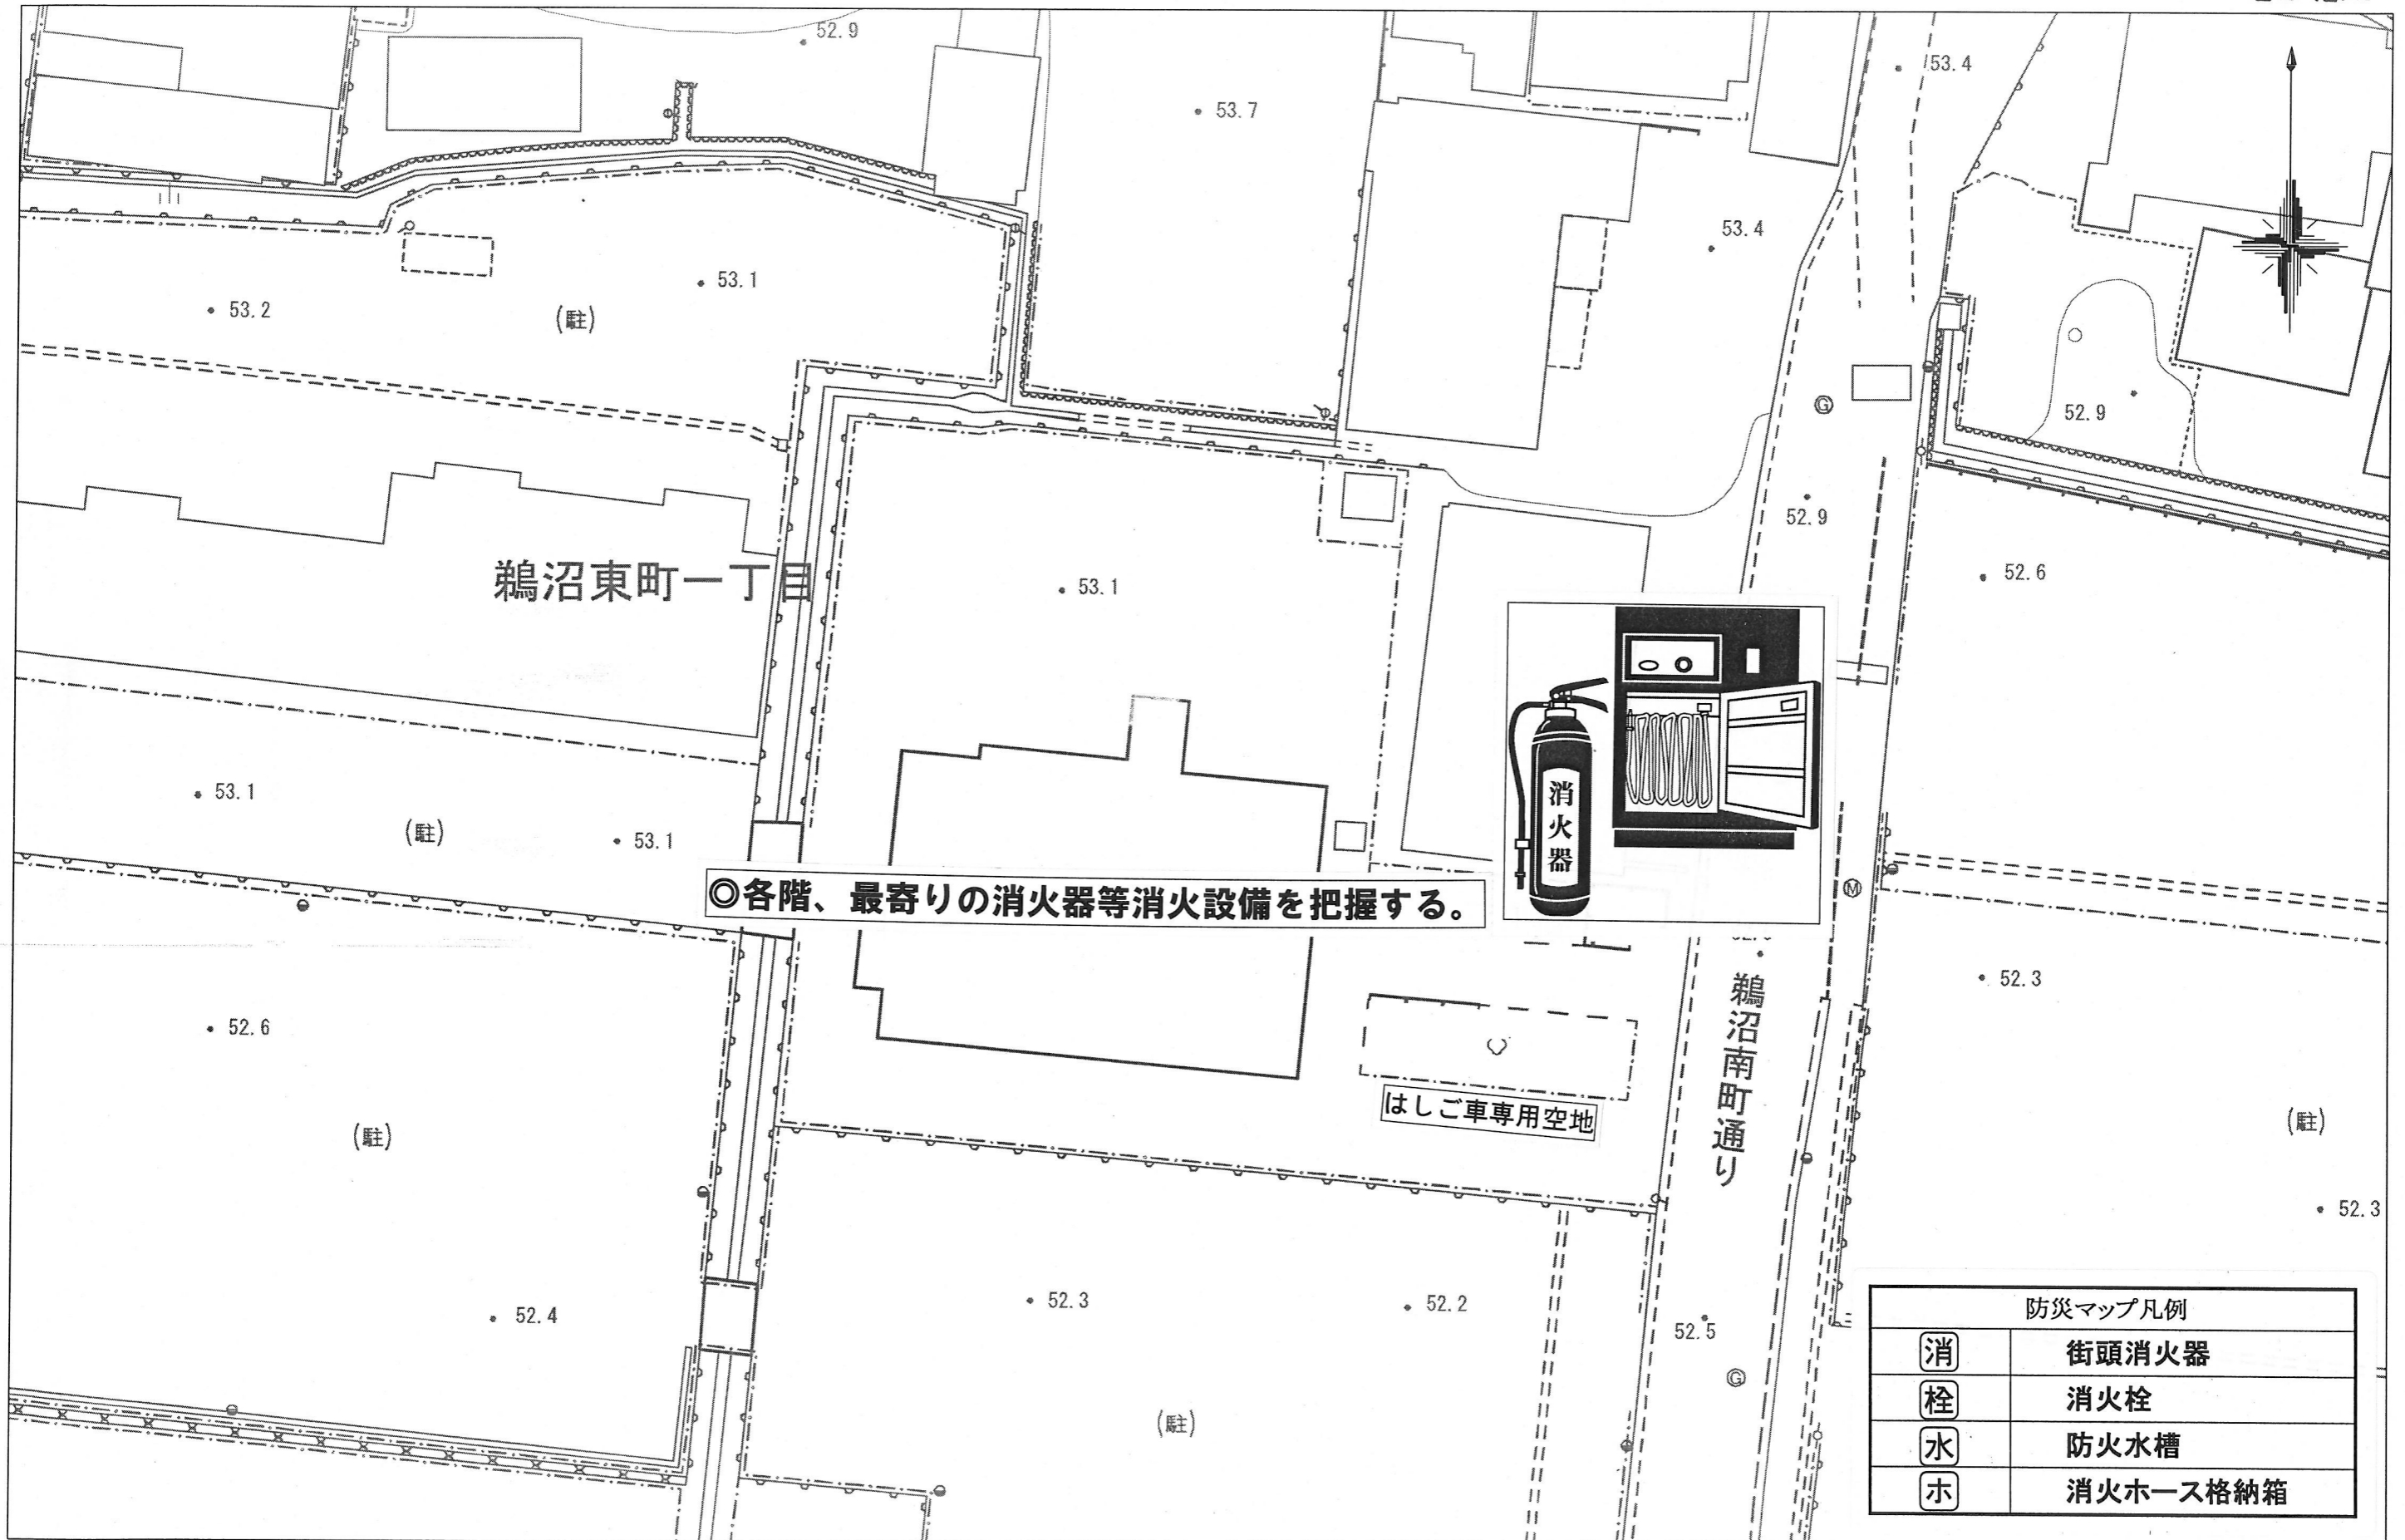 52.9
53.4
53.7
53.4
53.2
53.1
(駐)
Ⓖ
52.9
52.9
鵜沼東町一丁目
53.1
52.6
53.1
(駐)
53.1
消火器
Ⓜ
◎各階、最寄りの消火器等消火設備を把握する。
52.6
鵜沼南町通り
52.3
はしご車専用空地
(駐)
(駐)
52.3
52.4
52.3
52.2
52.5
Ⓖ
(駐)
防災マップ凡例
消 街頭消火器
栓 消火栓
水 防火水槽
ホ 消火ホース格納箱